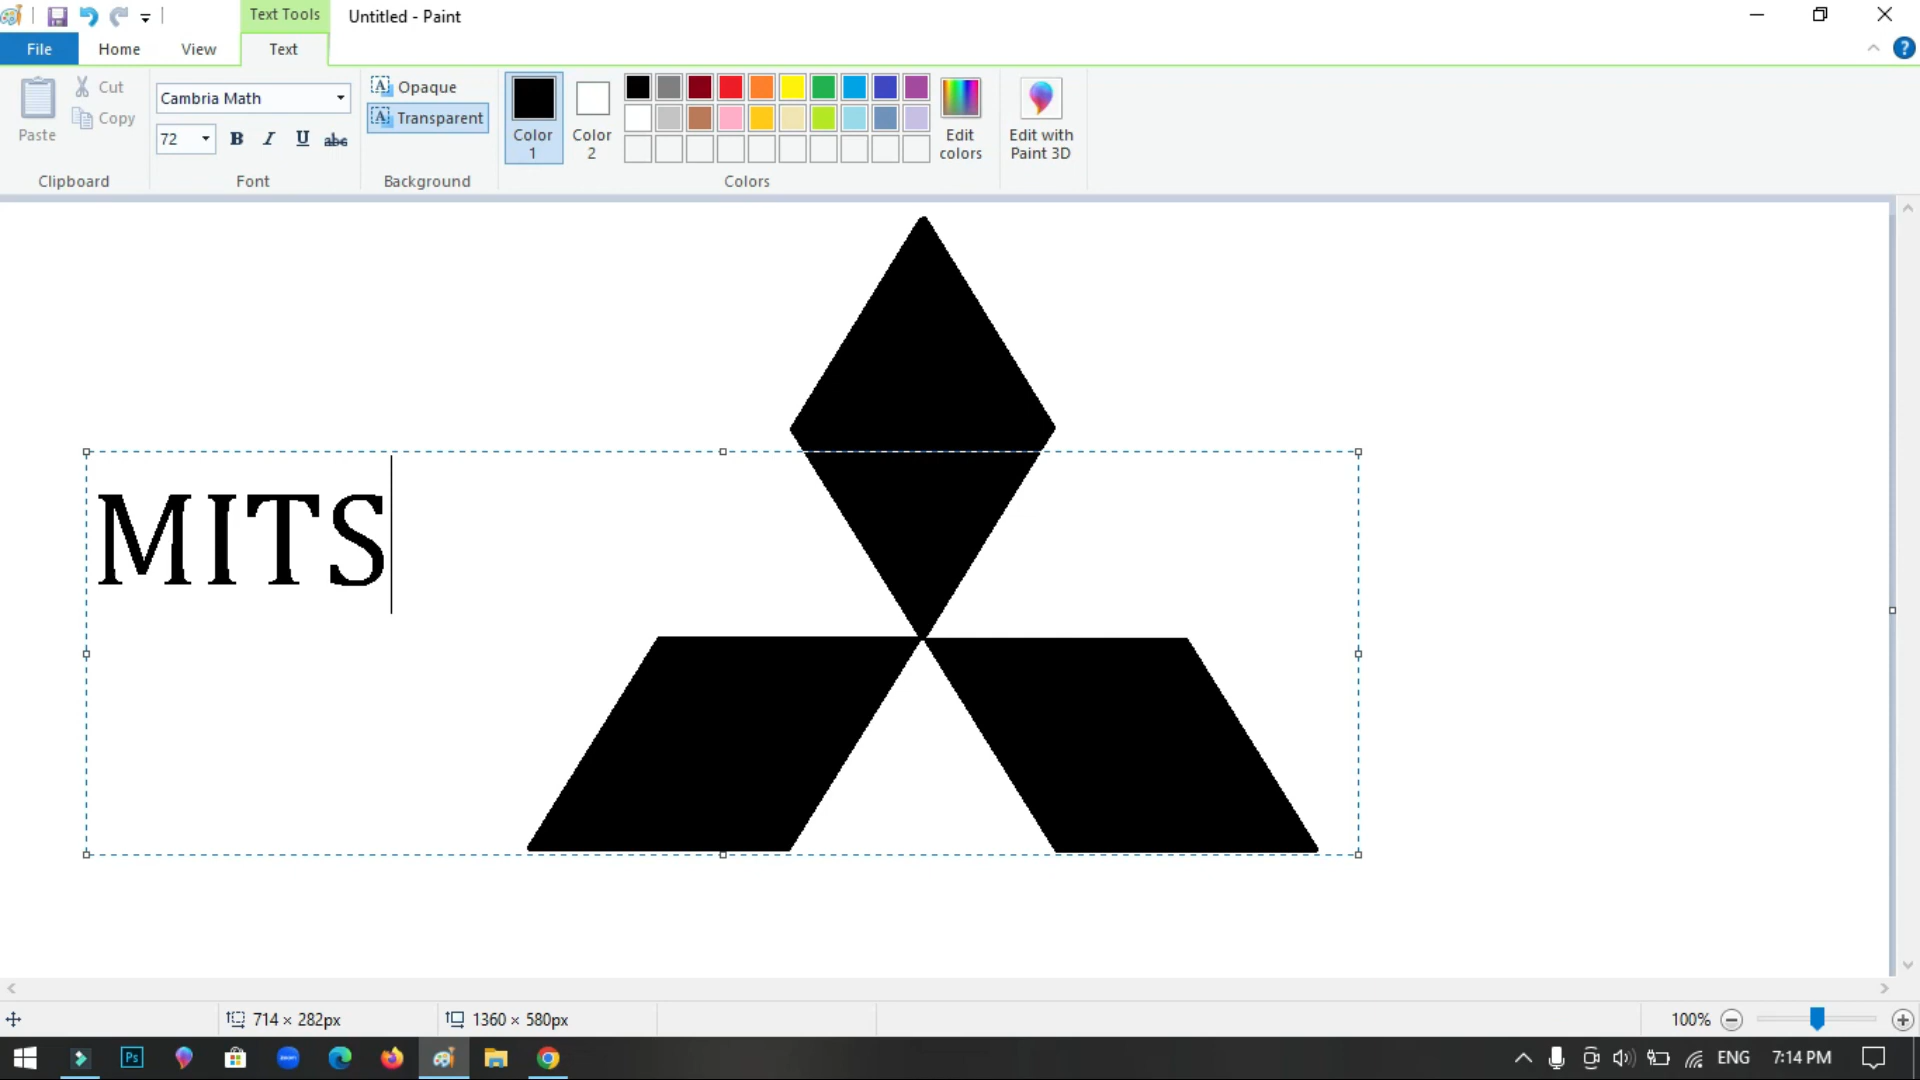 Text Tools
Untitled - Paint
File
Home
View
Text
Paste
Cut
Copy
Clipboard
Cambria Math
72
B
I
U
abc
Font
Opaque
Transparent
Background
Color 1
Color 2
Edit colors
Colors
Edit with Paint 3D
MITS
714 × 282px
1360 × 580px
100%
Ps
zoom
ENG
7:14 PM